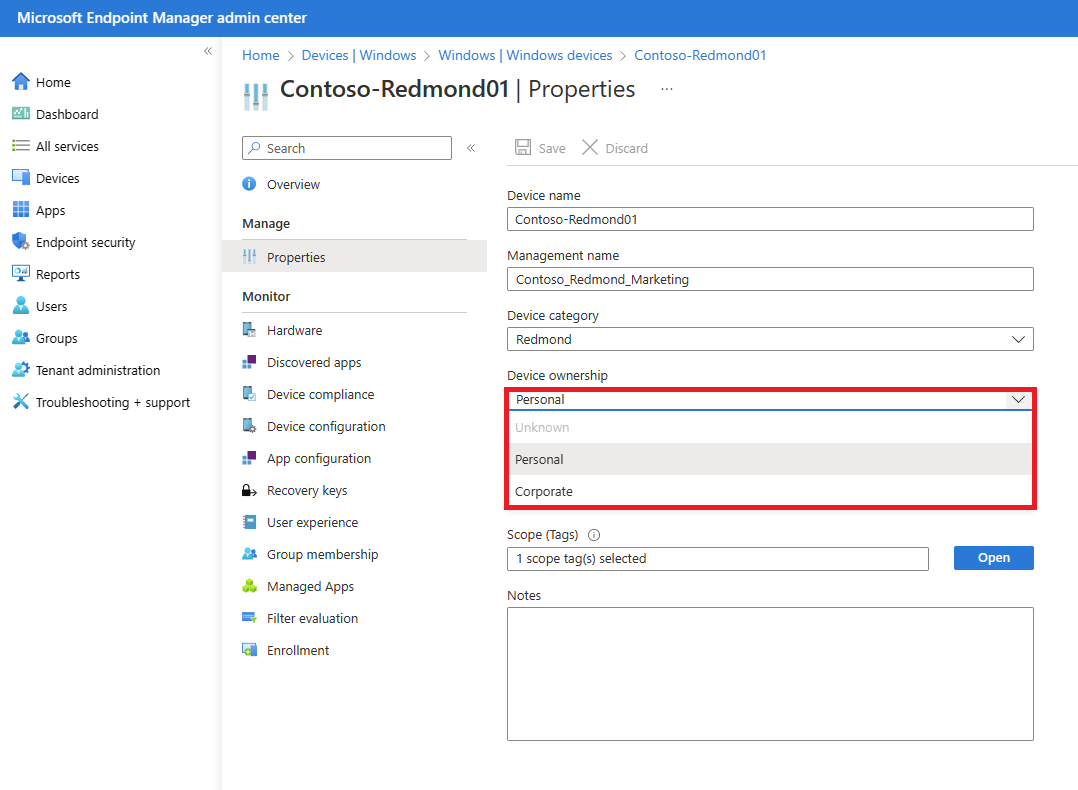 Microsoft Endpoint Manager admin center
Home
Dashboard
All services
Devices
Apps
Endpoint security
Reports
Users
Groups
Tenant administration
Troubleshooting + support
Home > Devices | Windows > Windows | Windows devices > Contoso-Redmond01
Contoso-Redmond01 | Properties ...
Search
Overview
Manage
Properties
Monitor
Hardware
Discovered apps
Device compliance
Device configuration
App configuration
Recovery keys
User experience
Group membership
Managed Apps
Filter evaluation
Enrollment
Save Discard
Device name
Contoso-Redmond01
Management name
Contoso_Redmond_Marketing
Device category
Redmond
Device ownership
Personal
Unknown
Personal
Corporate
Scope (Tags)
1 scope tag(s) selected
Open
Notes